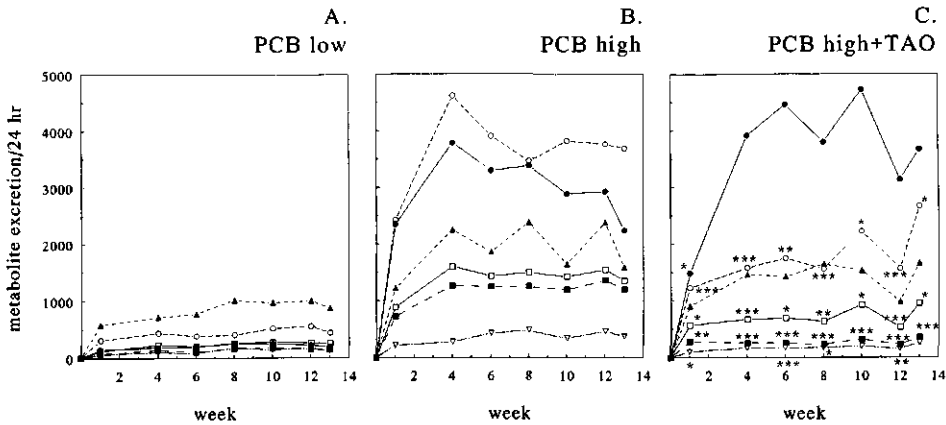 A.
PCB low
B.
PCB high
C.
PCB high+TAO
metabolite excretion/24 hr
5000
4000
3000
2000
1000
0
2 4 6 8 10 12 14
2 4 6 8 10 12 14
2 4 6 8 10 12 14
week
week
week
* *** ** *** * *** *
***
* *** * ** * *** *
** *** *** *** *** *** ***
* *** * **